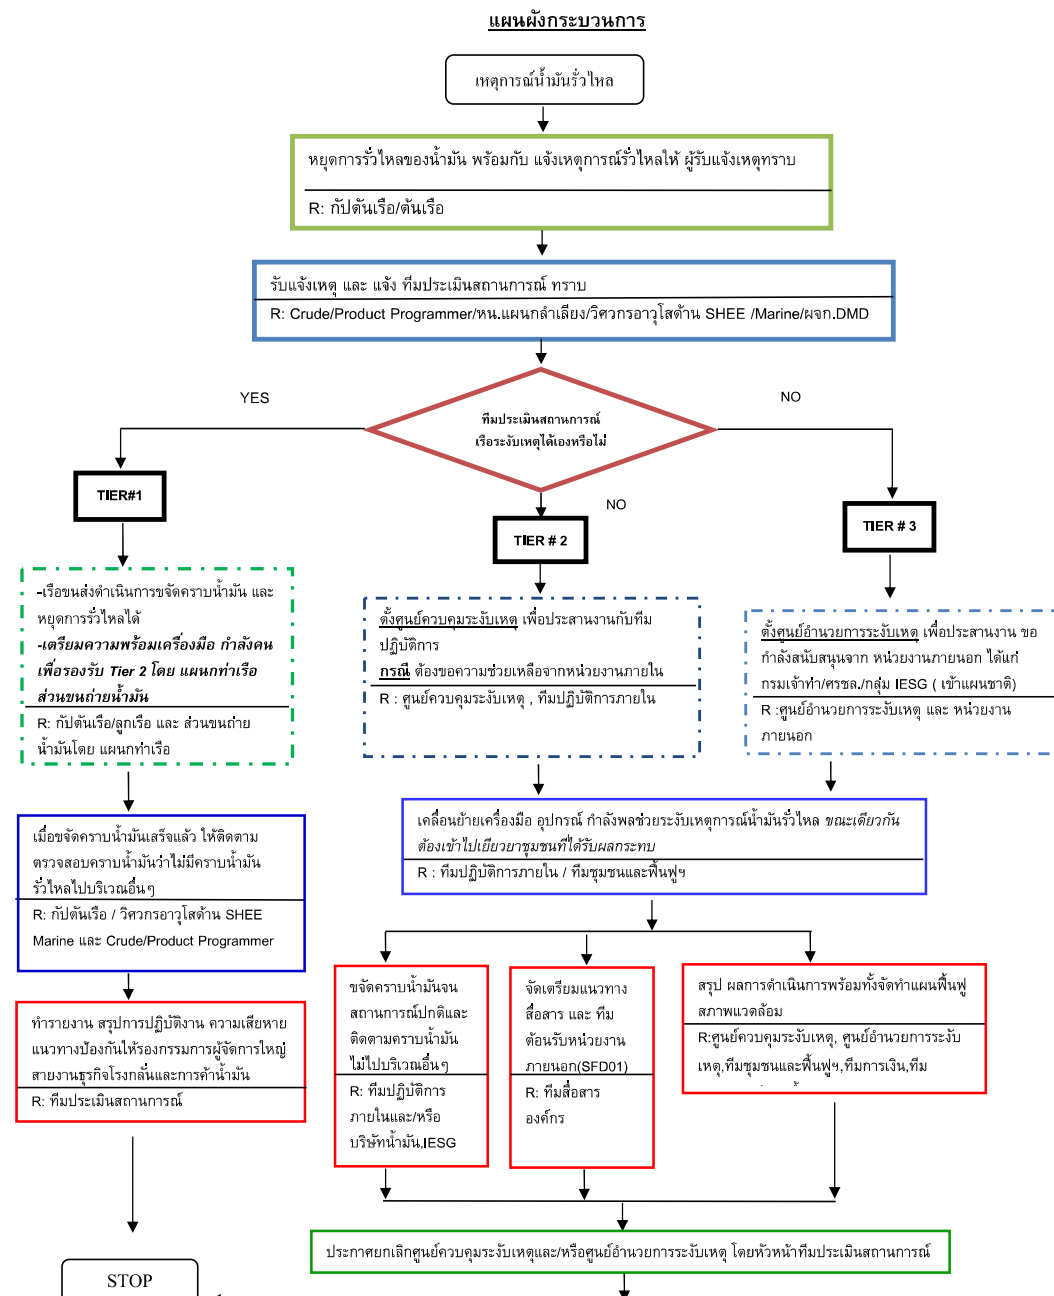 แผนผังกระบวนการ
เหตุการณ์น้ำมันรั่วไหล
หยุดการรั่วไหลของน้ำมัน พร้อมกับ แจ้งเหตุการณ์รั่วไหลให้ ผู้รับแจ้งเหตุทราบ
R: กัปตันเรือ/ต้นเรือ
รับแจ้งเหตุ และ แจ้ง ทีมประเมินสถานการณ์ ทราบ
R: Crude/Product Programmer/หน.แผนกลำเลียง/วิศวกรอาวุโสด้าน SHEE /Marine/ผจก.DMD
YES
NO
ทีมประเมินสถานการณ์
เรือระงับเหตุได้เองหรือไม่
NO
TIER#1
TIER # 2
TIER # 3
-เรือขนส่งดำเนินการขจัดคราบน้ำมัน และ
หยุดการรั่วไหลได้
-เตรียมความพร้อมเครื่องมือ กำลังคน
เพื่อรองรับ Tier 2 โดย แผนกท่าเรือ
ส่วนขนถ่ายน้ำมัน
R: กัปตันเรือ/ลูกเรือ และ ส่วนขนถ่าย
น้ำมันโดย แผนกท่าเรือ
ตั้งศูนย์ควบคุมระงับเหตุ เพื่อประสานงานกับทีม
ปฏิบัติการ
กรณี ต้องขอความช่วยเหลือจากหน่วยงานภายใน
R : ศูนย์ควบคุมระงับเหตุ , ทีมปฏิบัติการภายใน
ตั้งศูนย์อำนวยการระงับเหตุ เพื่อประสานงาน ขอ
กำลังสนับสนุนจาก หน่วยงานภายนอก ได้แก่
กรมเจ้าท่า/ศรชล./กลุ่ม IESG ( เข้าแผนชาติ)
R :ศูนย์อำนวยการระงับเหตุ และ หน่วยงาน
ภายนอก
เคลื่อนย้ายเครื่องมือ อุปกรณ์ กำลังพลช่วยระงับเหตุการณ์น้ำมันรั่วไหล ขณะเดียวกัน
ต้องเข้าไปเยียวยาชุมชนที่ได้รับผลกระทบ
R : ทีมปฏิบัติการภายใน / ทีมชุมชนและฟื้นฟูฯ
เมื่อขจัดคราบน้ำมันเสร็จแล้ว ให้ติดตาม
ตรวจสอบคราบน้ำมันว่าไม่มีคราบน้ำมัน
รั่วไหลไปบริเวณอื่นๆ
R: กัปตันเรือ / วิศวกรอาวุโสด้าน SHEE
Marine และ Crude/Product Programmer
ทำรายงาน สรุปการปฏิบัติงาน ความเสียหาย
แนวทางป้องกันให้รองกรรมการผู้จัดการใหญ่
สายงานธุรกิจโรงกลั่นและการค้าน้ำมัน
R: ทีมประเมินสถานการณ์
ขจัดคราบน้ำมันจน
สถานการณ์ปกติและ
ติดตามคราบน้ำมัน
ไม่ไปบริเวณอื่นๆ
R: ทีมปฏิบัติการ
ภายในและ/หรือ
บริษัทน้ำมัน,IESG
จัดเตรียมแนวทาง
สื่อสาร และ ทีม
ต้อนรับหน่วยงาน
ภายนอก(SFD01)
R: ทีมสื่อสาร
องค์กร
สรุป ผลการดำเนินการพร้อมทั้งจัดทำแผนฟื้นฟู
สภาพแวดล้อม
R:ศูนย์ควบคุมระงับเหตุ, ศูนย์อำนวยการระงับ
เหตุ,ทีมชุมชนและฟื้นฟูฯ,ทีมการเงิน,ทีม
ประกาศยกเลิกศูนย์ควบคุมระงับเหตุและ/หรือศูนย์อำนวยการระงับเหตุ โดยหัวหน้าทีมประเมินสถานการณ์
STOP